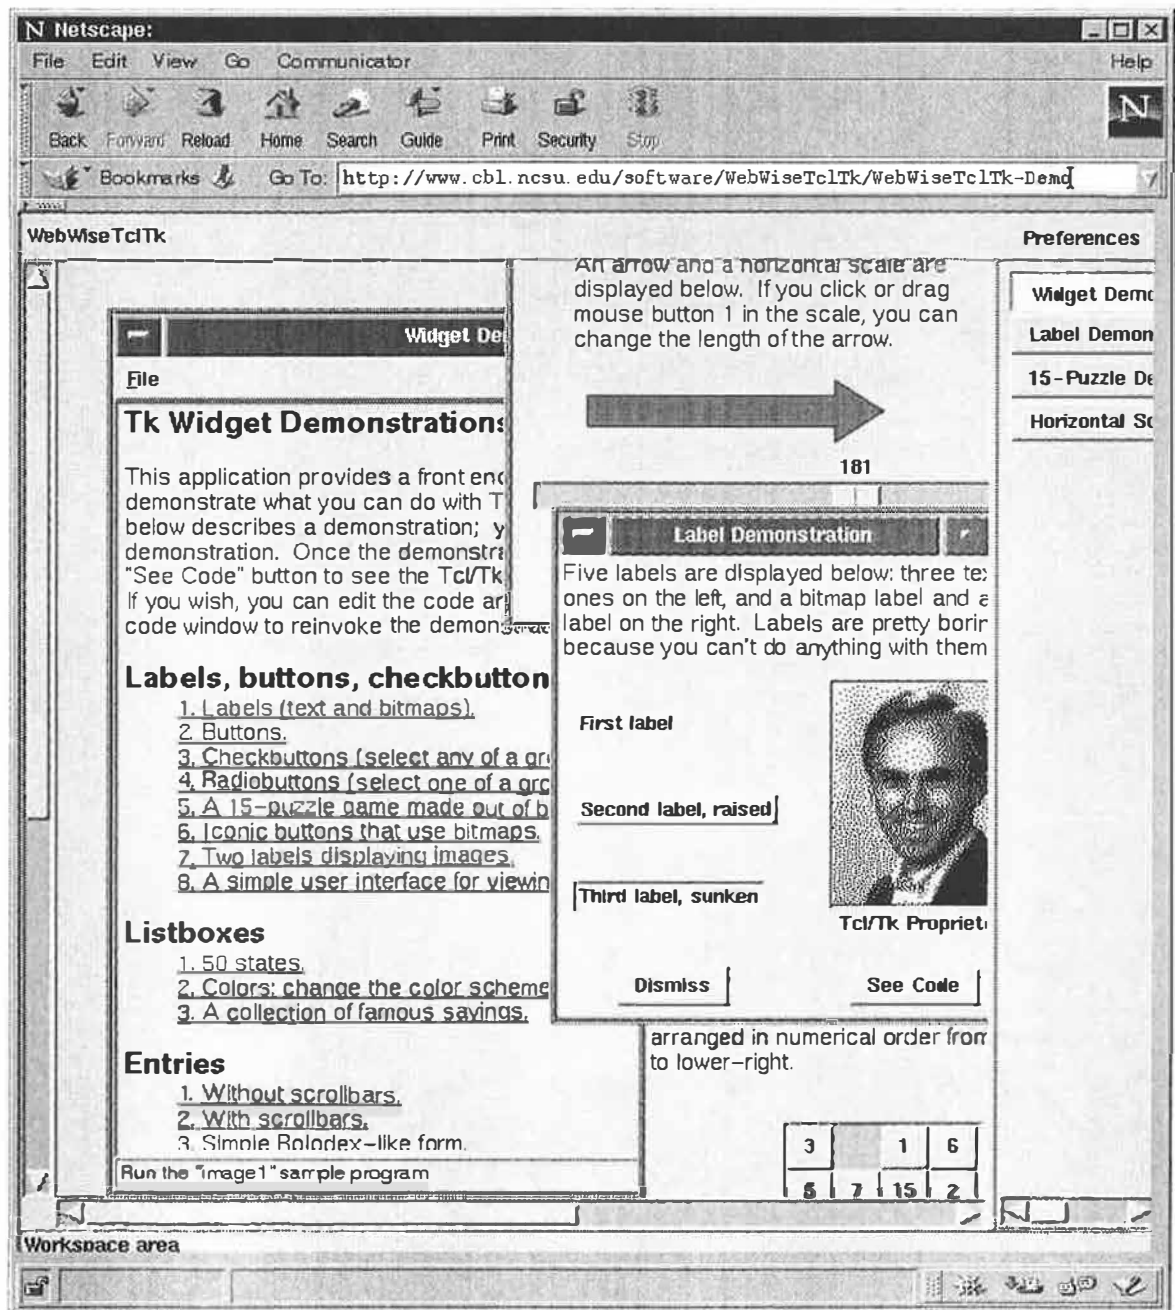 N Netscape:
File Edit View Go Communicator Help
N
Back Forward Reload Home Search Guide Print Security Stop
Bookmarks Go To: http://www.cbl.ncsu.edu/software/WebWiseTclTk/WebWiseTclTk-Demo
WebWiseTclTk Preferences
An arrow and a horizontal scale are
displayed below. If you click or drag
mouse button 1 in the scale, you can
change the length of the arrow.
181
Widget De
File
Tk Widget Demonstrations
This application provides a front end
demonstrate what you can do with T
below describes a demonstration; y
demonstration. Once the demonstra
"See Code" button to see the Tcl/Tk
If you wish, you can edit the code an
code window to reinvoke the demon
Labels, buttons, checkbutton
1. Labels (text and bitmaps).
2. Buttons.
3. Checkbuttons (select any of a gro
4. Radiobuttons (select one of a gro
5. A 15-puzzle game made out of b
6. Iconic buttons that use bitmaps.
7. Two labels displaying images.
8. A simple user interface for viewin
Listboxes
1. 50 states.
2. Colors: change the color scheme
3. A collection of famous sayings.
Entries
1. Without scrollbars.
2. With scrollbars.
3. Simple Rolodex-like form.
Run the "image1" sample program
Label Demonstration
Five labels are displayed below: three tex
ones on the left, and a bitmap label and a
label on the right. Labels are pretty borin
because you can't do anything with them
First label
Second label, raised
Third label, sunken
Tcl/Tk Propriet
Dismiss See Code
arranged in numerical order from
to lower-right.
3 1 6
5 7 15 2
Widget Demo
Label Demon
15-Puzzle De
Horizontal Sc
Workspace area